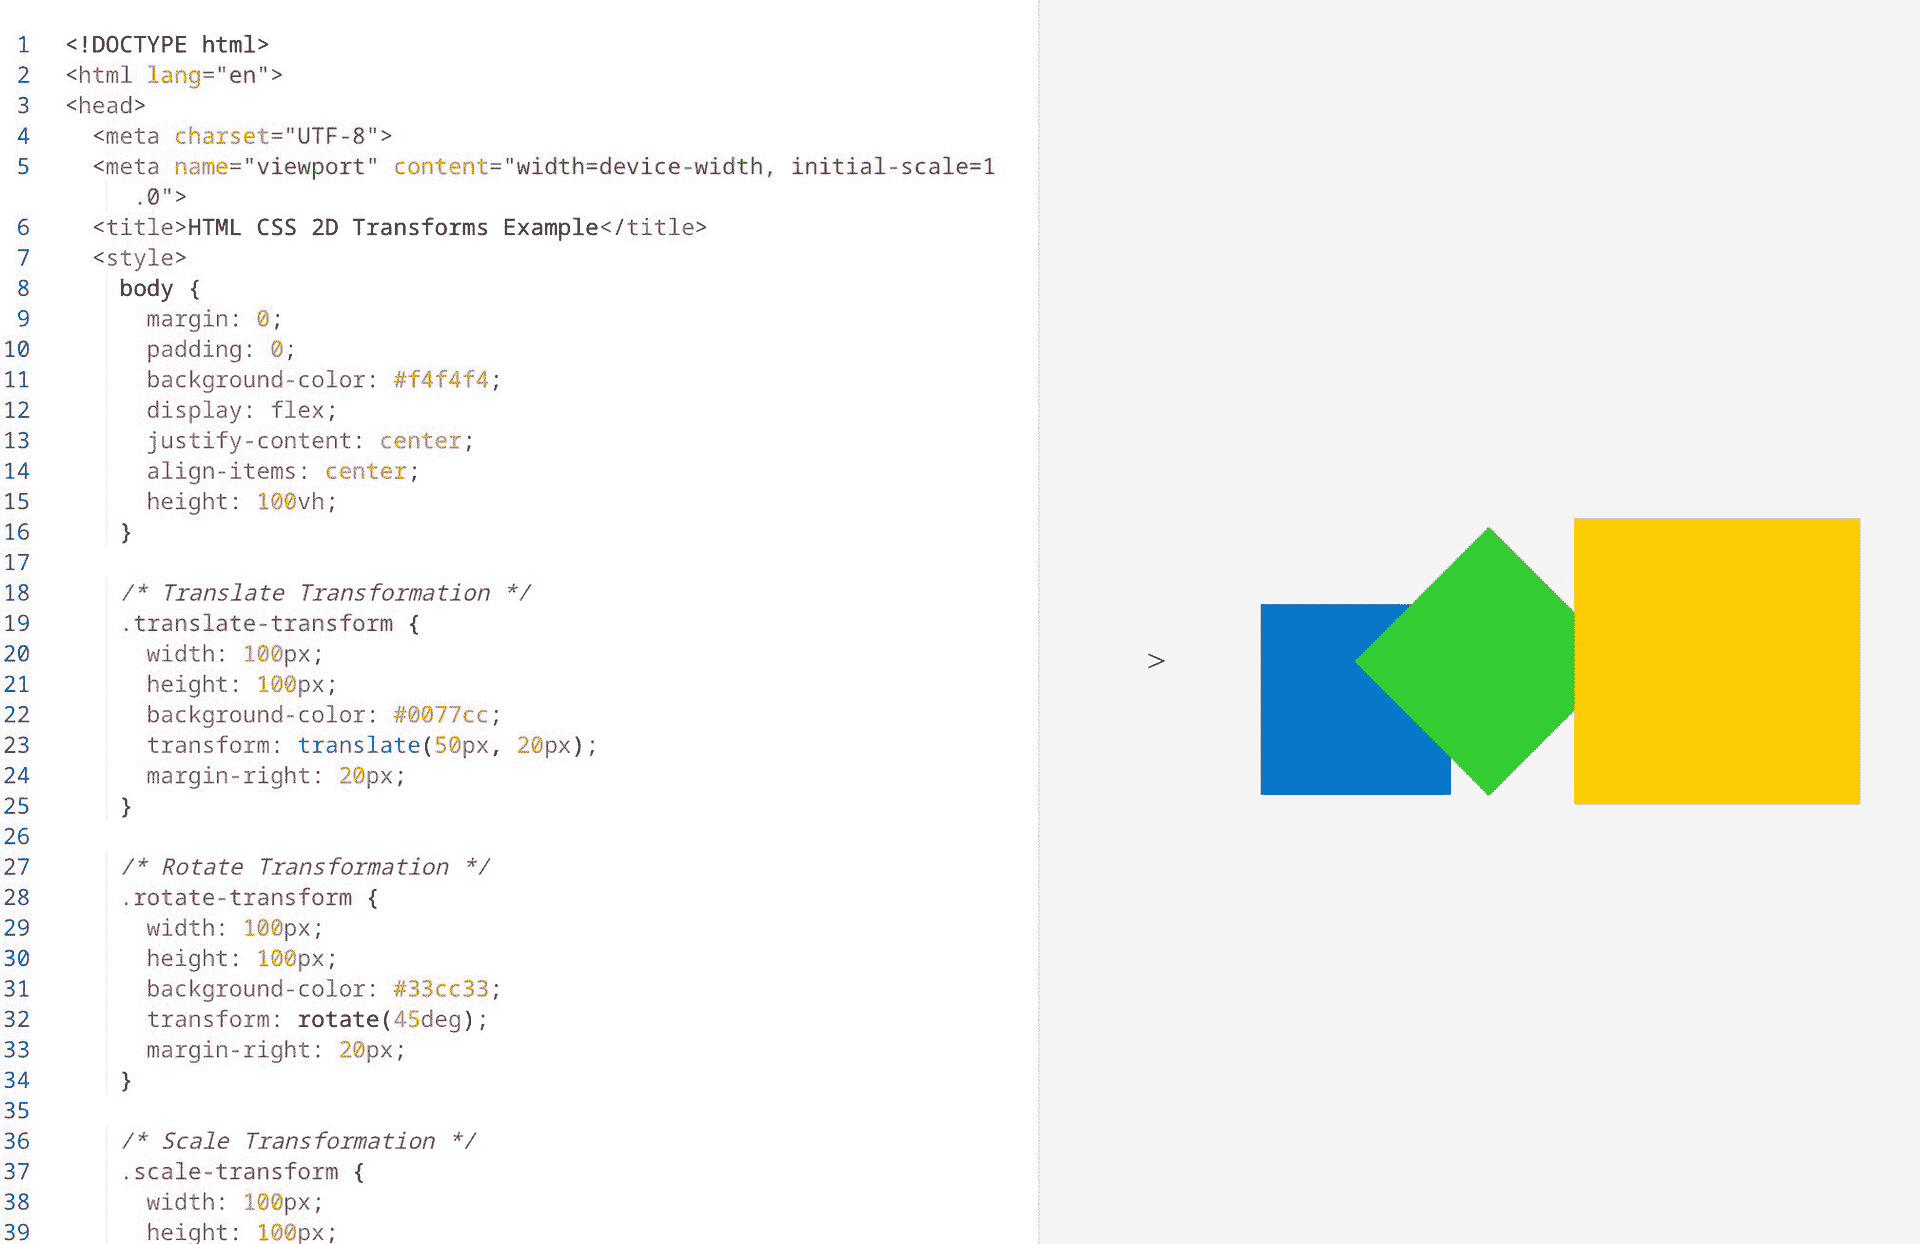 1 <!DOCTYPE html>
2 <html lang="en">
3 <head>
4 <meta charset="UTF-8">
5 <meta name="viewport" content="width=device-width, initial-scale=1
.0">
6 <title>HTML CSS 2D Transforms Example</title>
7 <style>
8 body {
9 margin: 0;
10 padding: 0;
11 background-color: #f4f4f4;
12 display: flex;
13 justify-content: center;
14 align-items: center;
15 height: 100vh;
16 }
17
18 /* Translate Transformation */
19 .translate-transform {
20 width: 100px;
21 height: 100px;
22 background-color: #0077cc;
23 transform: translate(50px, 20px);
24 margin-right: 20px;
25 }
26
27 /* Rotate Transformation */
28 .rotate-transform {
29 width: 100px;
30 height: 100px;
31 background-color: #33cc33;
32 transform: rotate(45deg);
33 margin-right: 20px;
34 }
35
36 /* Scale Transformation */
37 .scale-transform {
38 width: 100px;
39 height: 100px;
>